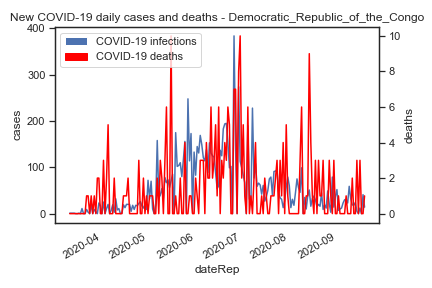 New COVID-19 daily cases and deaths - Democratic_Republic_of_the_Congo
COVID-19 infections
COVID-19 deaths
400
300
200
100
0
cases
10
8
6
4
2
0
deaths
2020-04
2020-05
2020-06
2020-07
2020-08
2020-09
dateRep